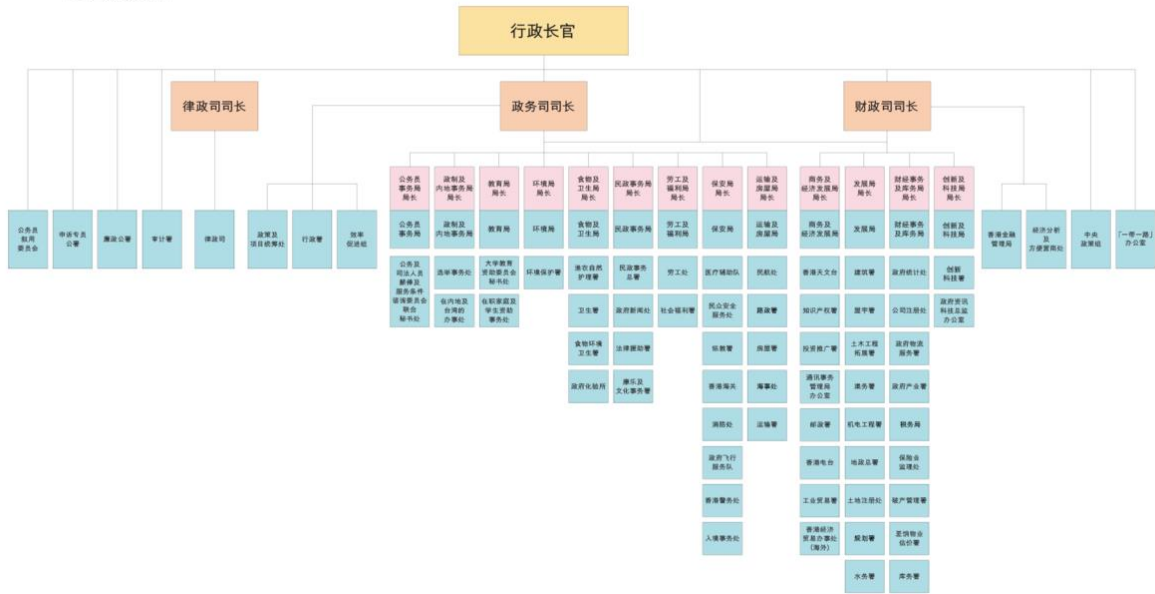 行政长官
律政司司长
政务司司长
财政司司长
公务员
事务局
局长
政制及
内地事务局
局长
教育局
局长
环境局
局长
食物及
卫生局
局长
民政事务局
局长
劳工及
福利局
局长
保安局
局长
运输及
房屋局
局长
商务及
经济发展局
局长
发展局
局长
财经事务
及库务局
局长
创新及
科技局
局长
公务员
叙用
委员会
申诉专员
公署
廉政公署
审计署
律政司
政策及
项目统筹处
行政署
效率
促进组
公务员
事务局
政制及
内地事务局
教育局
环境局
食物及
卫生局
民政事务局
劳工及
福利局
保安局
运输及
房屋局
商务及
经济发展局
发展局
财经事务
及库务局
创新及
科技局
香港金融
管理局
经济分析
及
方便营商处
中央
政策组
「一带一路」
办公室
公务及
司法人员
薪俸及
服务条件
谘询委员会
联合
秘书处
选举事务处
大学教育
资助委员会
秘书处
环境保护署
渔农自然
护理署
民政事务
总署
劳工处
医疗辅助队
民航处
香港天文台
建筑署
政府统计处
创新
科技署
在内地及
台湾的
办事处
在职家庭及
学生资助
事务处
卫生署
政府新闻处
社会福利署
民众安全
服务处
路政署
知识产权署
屋宇署
公司注册处
政府资讯
科技总监
办公室
食物环境
卫生署
法律援助署
惩教署
房屋署
投资推广署
土木工程
拓展署
政府物流
服务署
政府化验所
康乐及
文化事务署
香港海关
海事处
通讯事务
管理局
办公室
渠务署
政府产业署
消防处
运输署
邮政署
机电工程署
税务局
政府飞行
服务队
香港电台
地政总署
保险业
监理处
香港警务处
工业贸易署
土地注册处
破产管理署
入境事务处
香港经济
贸易办事处
(海外)
规划署
差饷物业
估价署
水务署
库务署